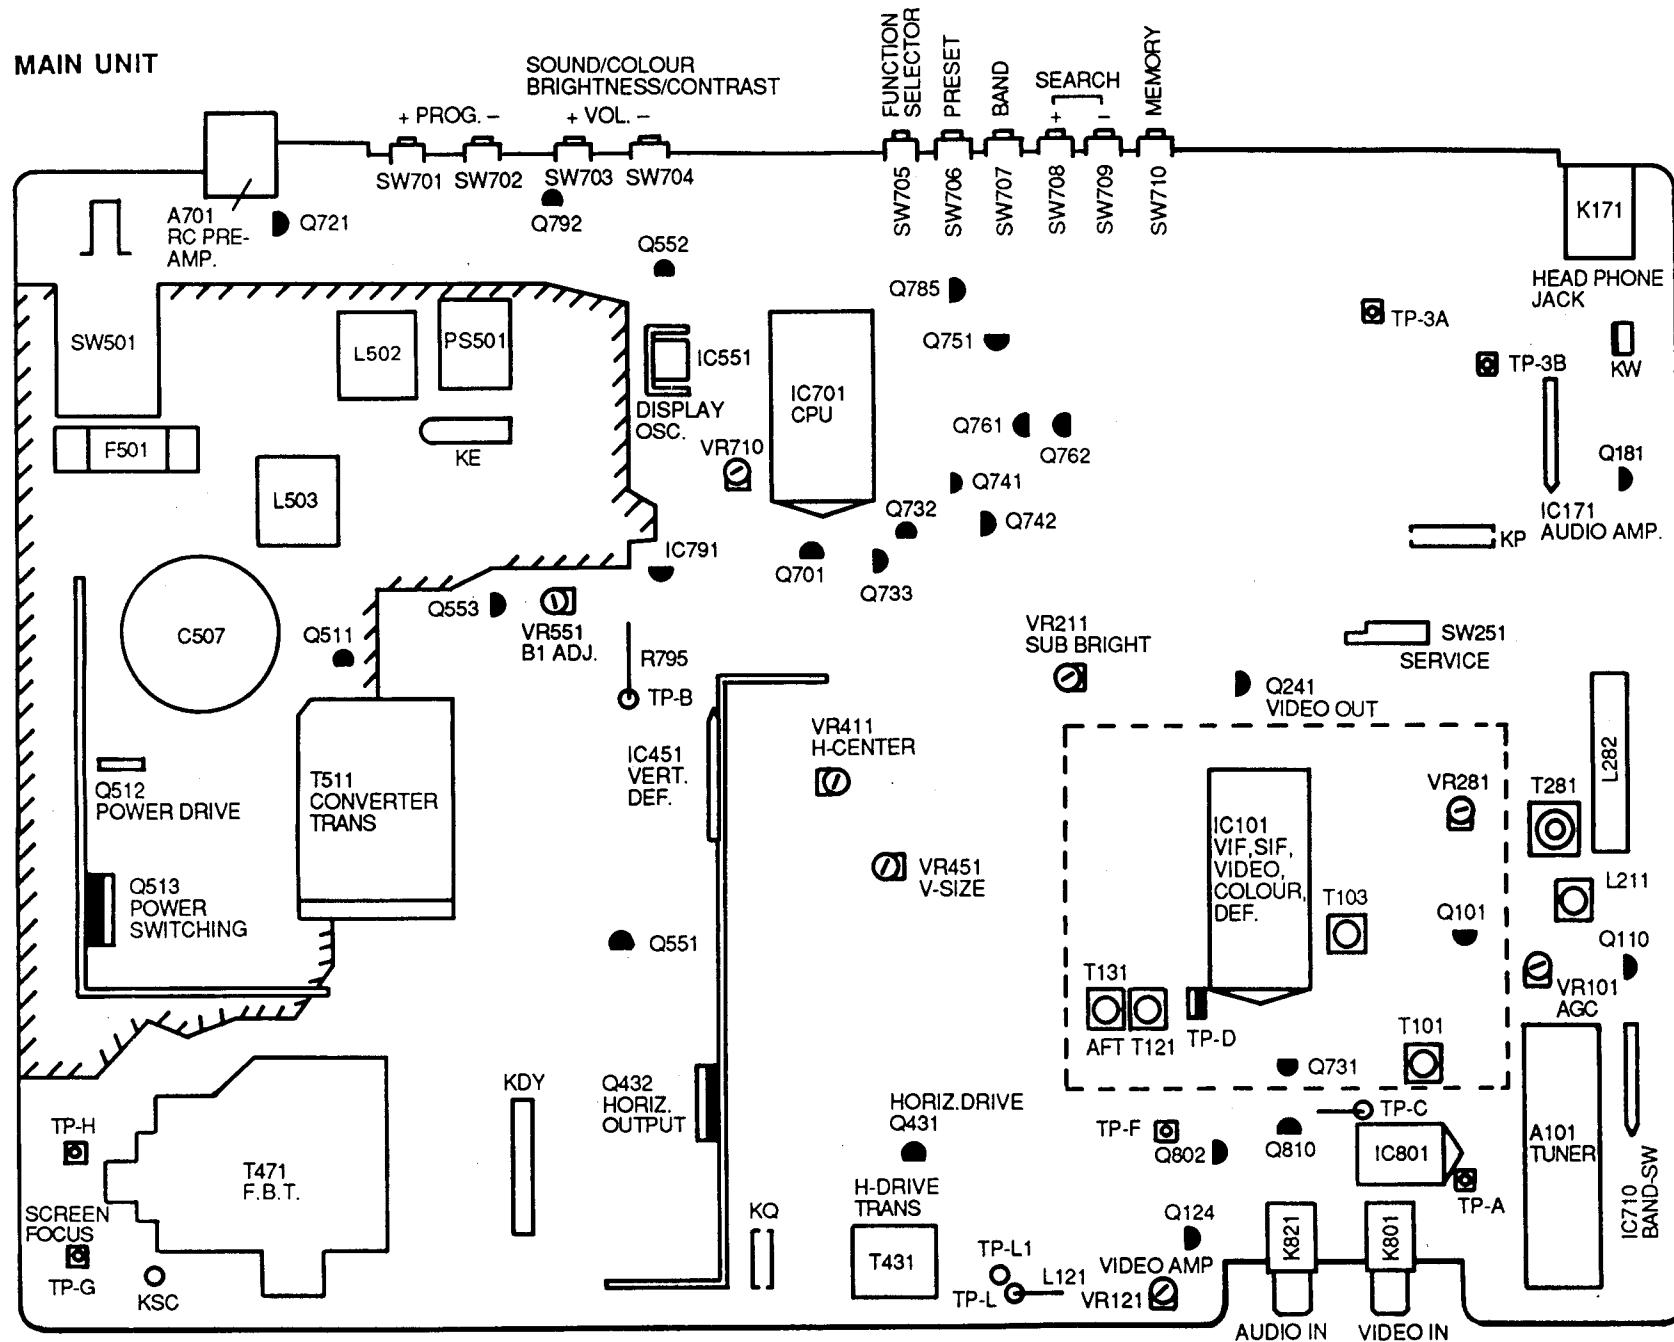 MAIN UNIT
SOUND/COLOUR
BRIGHTNESS/CONTRAST
+ PROG. −
+ VOL. −
FUNCTION
SELECTOR
PRESET
BAND
SEARCH
+ −
MEMORY
SW701
SW702
SW703
SW704
SW705
SW706
SW707
SW708
SW709
SW710
A701
RC PRE-
AMP.
Q721
Q792
Q552
Q785
Q751
K171
HEAD PHONE
JACK
TP-3A
TP-3B
KW
SW501
L502
PS501
IC551
DISPLAY
OSC.
IC701
CPU
VR710
F501
KE
L503
Q761
Q762
Q741
Q742
Q732
Q733
Q701
Q181
IC171
AUDIO AMP.
KP
IC791
C507
Q511
Q553
VR551
B1 ADJ.
R795
TP-B
VR211
SUB BRIGHT
SW251
SERVICE
Q241
VIDEO OUT
Q512
POWER DRIVE
T511
CONVERTER
TRANS
IC451
VERT.
DEF.
VR411
H-CENTER
VR451
V-SIZE
IC101
VIF,SIF,
VIDEO,
COLOUR,
DEF.
VR281
T281
L282
L211
T103
Q101
Q110
VR101
AGC
Q513
POWER
SWITCHING
Q551
T131
AFT
T121
TP-D
T101
Q731
TP-H
T471
F.B.T.
SCREEN
FOCUS
TP-G
KSC
KDY
Q432
HORIZ.
OUTPUT
HORIZ.DRIVE
Q431
H-DRIVE
TRANS
T431
KQ
TP-F
Q802
Q810
TP-C
IC801
TP-A
A101
TUNER
IC710
BAND-SW
Q124
VIDEO AMP
TP-L1
TP-L
L121
VR121
K821
K801
AUDIO IN
VIDEO IN